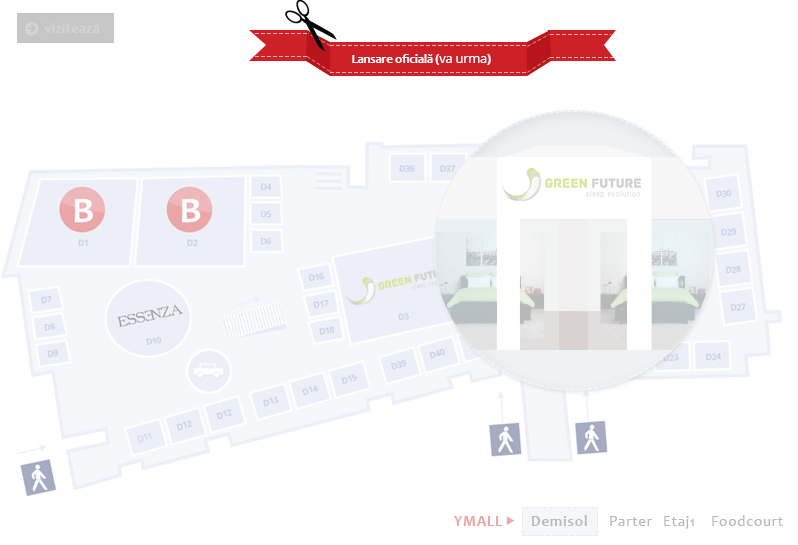 vizitează
Lansare oficială (va urma)
D36
D37
GREEN FUTURE
sleep evolution
B
B
D1
D2
D4
D5
D6
D30
D29
D28
D27
D16
D17
D18
GREEN FUTU
D3
D7
D8
D9
ESSENZA
D10
D11
D12
D12
D13
D14
D15
D39
D40
D23
D24
YMALL
Demisol
Parter
Etaj1
Foodcourt